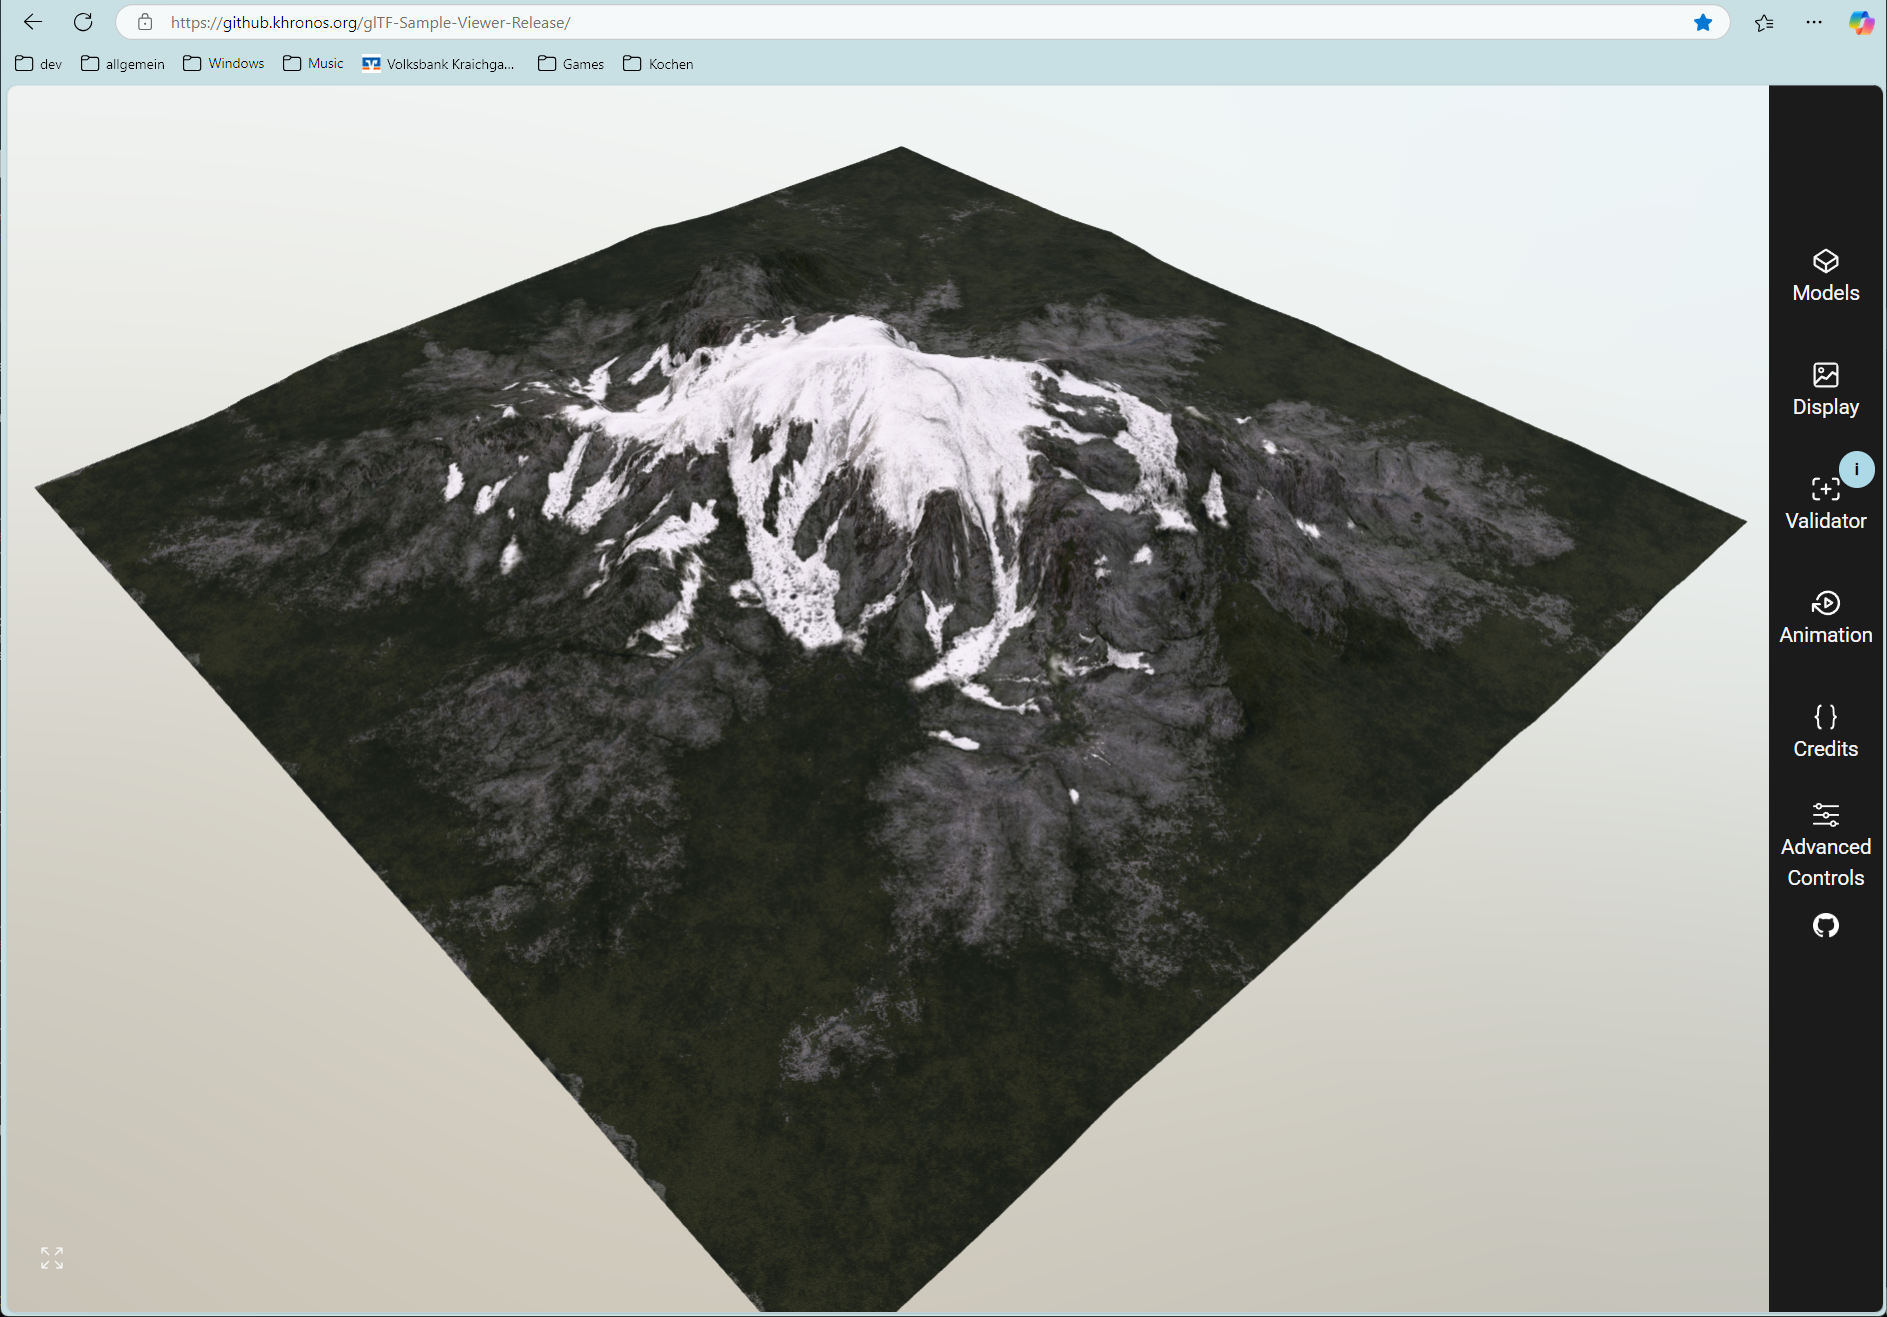 https://github.khronos.org/glTF-Sample-Viewer-Release/
dev allgemein Windows Music Volksbank Kraichga... Games Kochen
Models
Display
i
Validator
Animation
{ }
Credits
Advanced
Controls